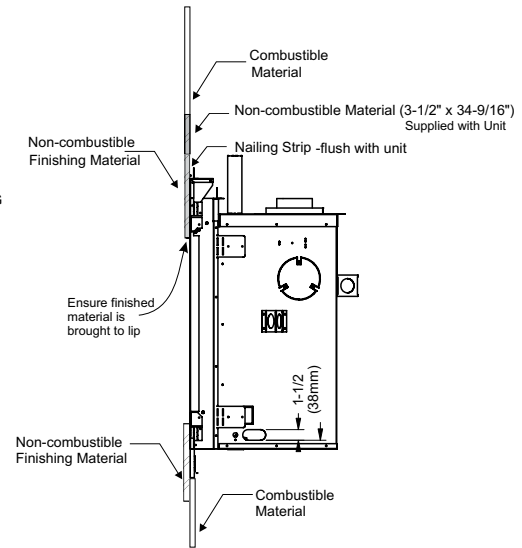 Combustible
Material
Non-combustible Material (3-1/2" x 34-9/16")
Supplied with Unit
Non-combustible
Finishing Material
Nailing Strip -flush with unit
G
Ensure finished
material is
brought to lip
1-1/2
(38mm)
Non-combustible
Finishing Material
Combustible
Material